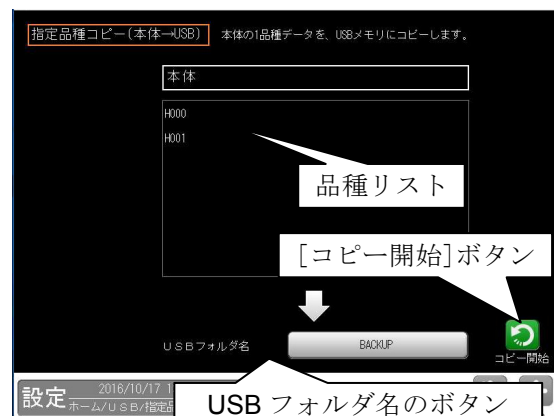 指定品種コピー(本体→USB) 本体の1品種データを、USBメモリにコピーします。
本体
H000
H001
品種リスト
[コピー開始]ボタン
USBフォルダ名 BACKUP
コピー開始
設定 2016/10/17
ホーム/USB/指定品
USB フォルダ名のボタン